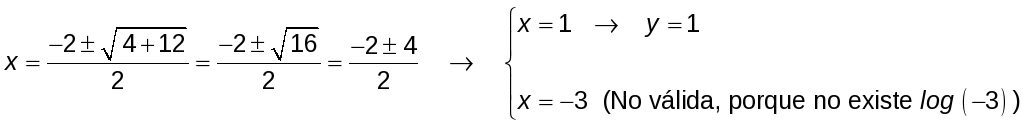 x = (−2 ± √(4+12))/2 = (−2 ± √16)/2 = (−2 ± 4)/2 → { x = 1 → y = 1
x = −3 (No válida, porque no existe log (−3))